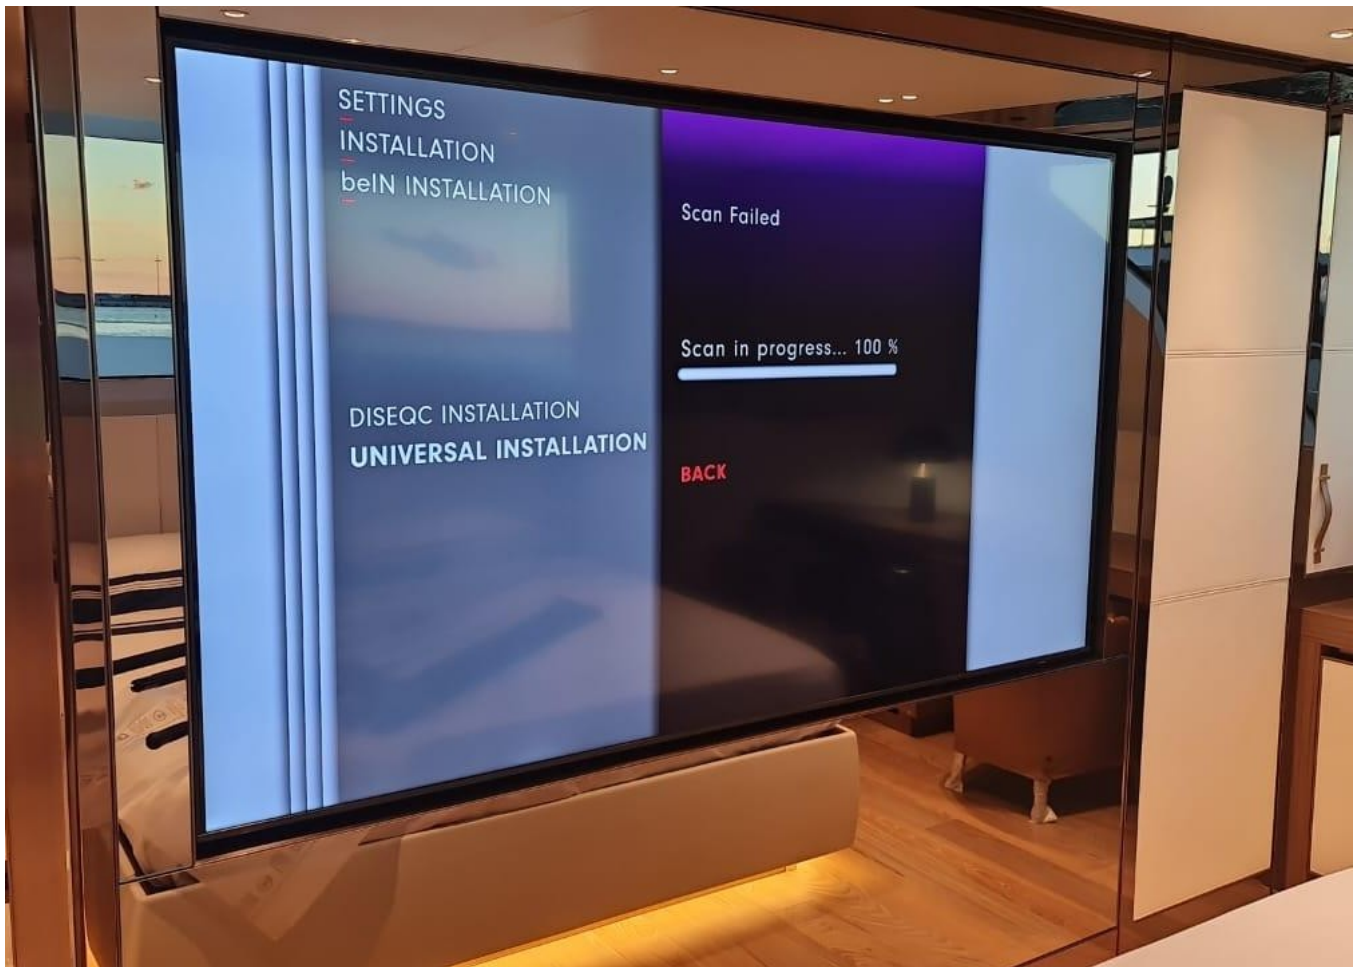 SETTINGS
INSTALLATION
beIN INSTALLATION
Scan Failed
Scan in progress... 100 %
DISEQC INSTALLATION
UNIVERSAL INSTALLATION
BACK